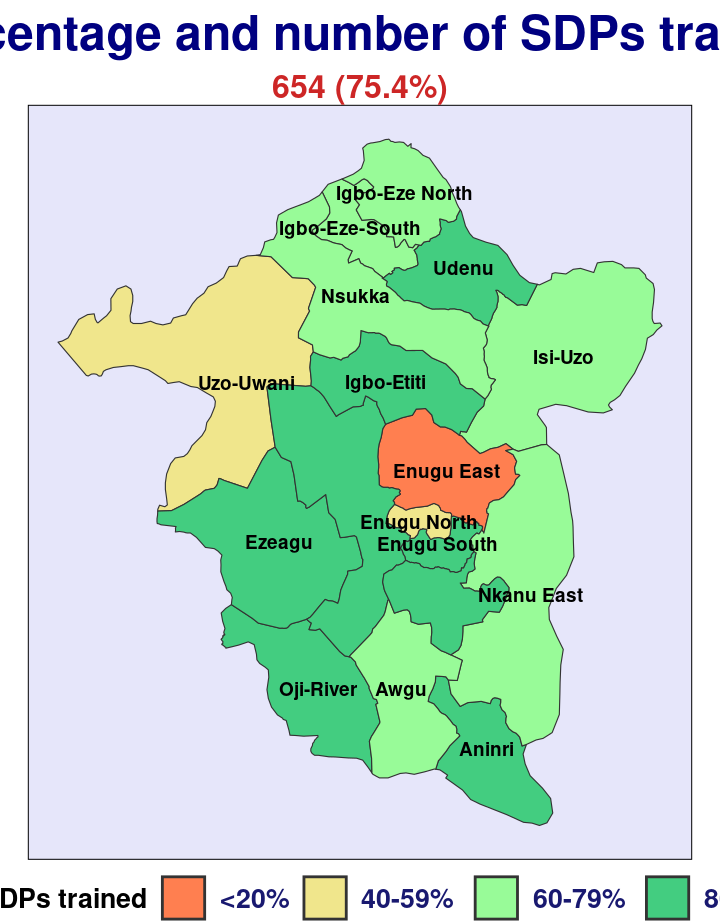 centage and number of SDPs tra
654 (75.4%)
Igbo-Eze North
Igbo-Eze-South
Udenu
Nsukka
Isi-Uzo
Uzo-Uwani
Igbo-Etiti
Enugu East
Enugu North
Enugu South
Ezeagu
Nkanu East
Oji-River
Awgu
Aninri
DPs trained <20% 40-59% 60-79% 8